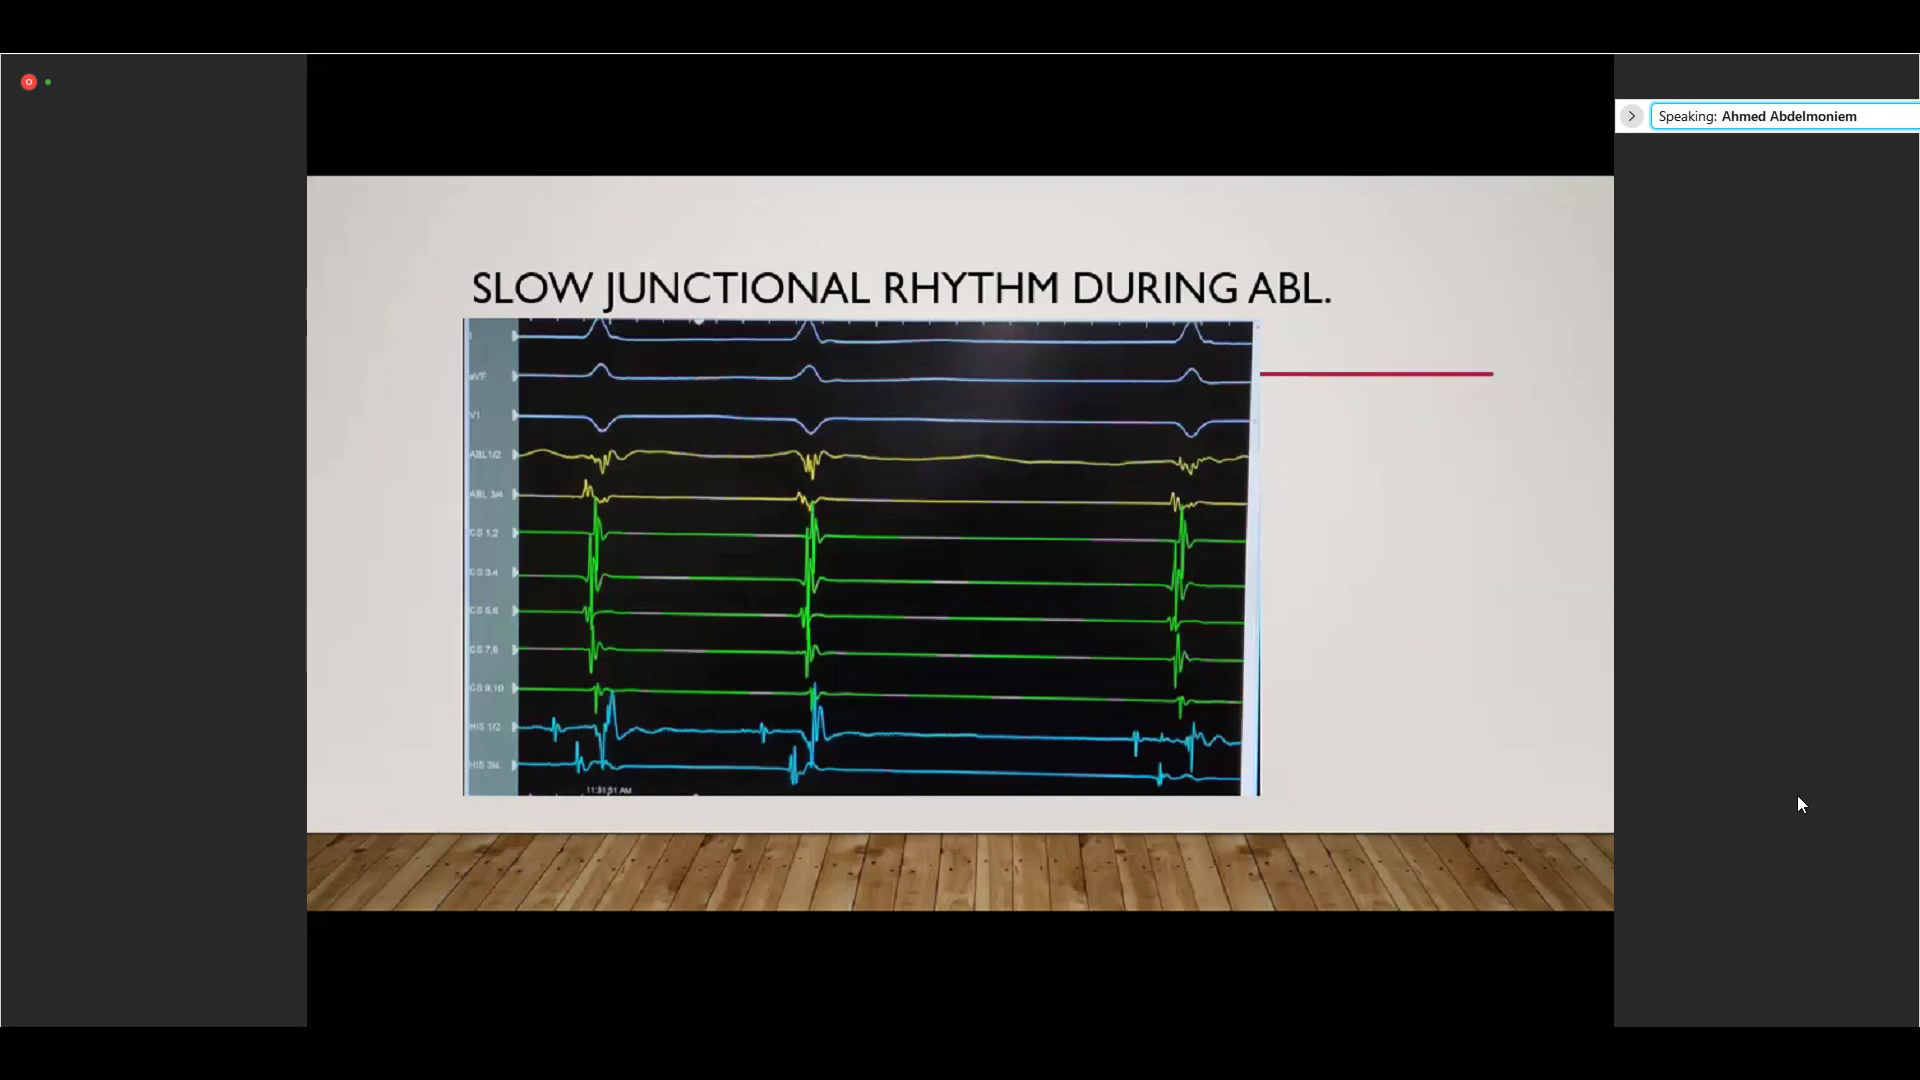 Speaking: Ahmed Abdelmoniem
SLOW JUNCTIONAL RHYTHM DURING ABL.
I
aVF
V1
ABL 1/2
ABL 3/4
CS 1,2
CS 3,4
CS 5,6
CS 7,8
CS 9,10
HIS 1/2
HIS 3/4
11:31:51 AM